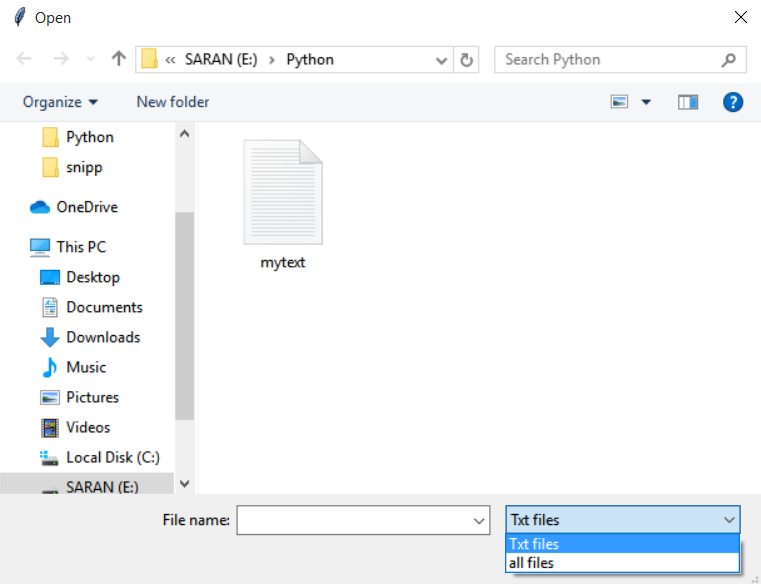 Open
« SARAN (E:) › Python
Search Python
Organize
New folder
?
Python
snipp
OneDrive
This PC
Desktop
Documents
Downloads
Music
Pictures
Videos
Local Disk (C:)
SARAN (E:)
mytext
File name:
Txt files
Txt files
all files